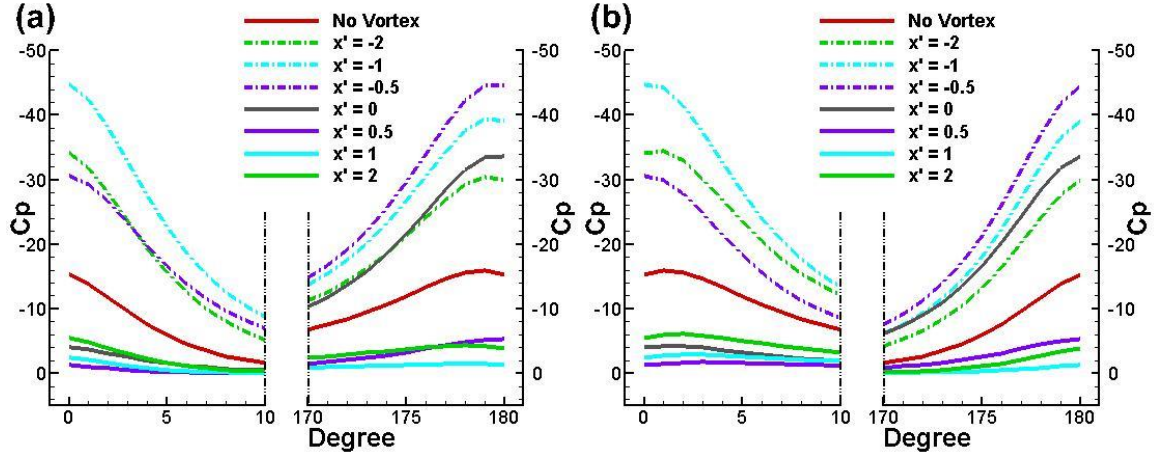 (a)
No Vortex
x' = -2
x' = -1
x' = -0.5
x' = 0
x' = 0.5
x' = 1
x' = 2
-50
-40
-30
-20
-10
0
Cp
-50
-40
-30
-20
-10
0
Cp
0
5
10
170
175
180
Degree
(b)
No Vortex
x' = -2
x' = -1
x' = -0.5
x' = 0
x' = 0.5
x' = 1
x' = 2
-50
-40
-30
-20
-10
0
Cp
-50
-40
-30
-20
-10
0
Cp
0
5
10
170
175
180
Degree